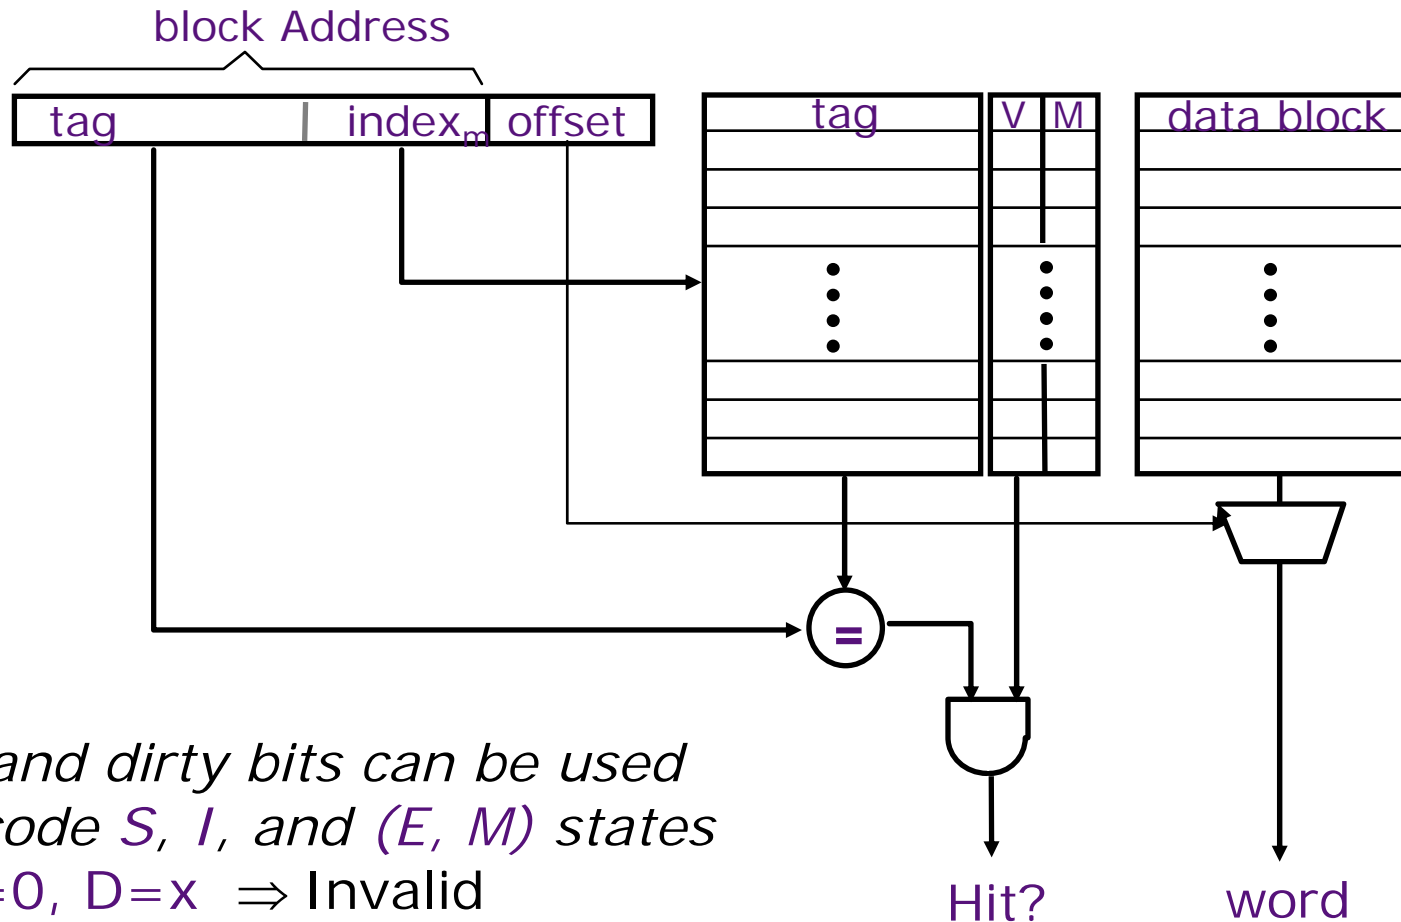 block Address
tag index_m offset
tag V M data block
=
and dirty bits can be used
code S, I, and (E, M) states
=0, D=x ⇒ Invalid
Hit? word